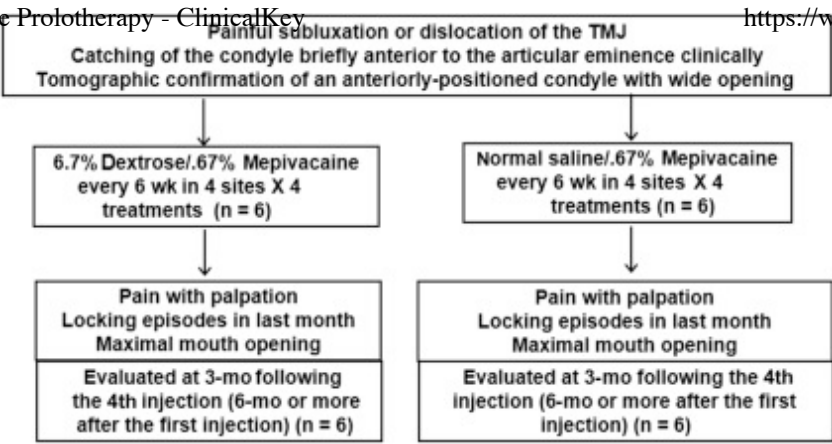 e Prolotherapy - ClinicalKey
https://w
Painful subluxation or dislocation of the TMJ
Catching of the condyle briefly anterior to the articular eminence clinically
Tomographic confirmation of an anteriorly-positioned condyle with wide opening
6.7% Dextrose/.67% Mepivacaine
every 6 wk in 4 sites X 4
treatments (n = 6)
Normal saline/.67% Mepivacaine
every 6 wk in 4 sites X 4
treatments (n = 6)
Pain with palpation
Locking episodes in last month
Maximal mouth opening
Evaluated at 3-mo following
the 4th injection (6-mo or more
after the first injection) (n = 6)
Pain with palpation
Locking episodes in last month
Maximal mouth opening
Evaluated at 3-mo following the 4th
injection (6-mo or more after the first
injection) (n = 6)